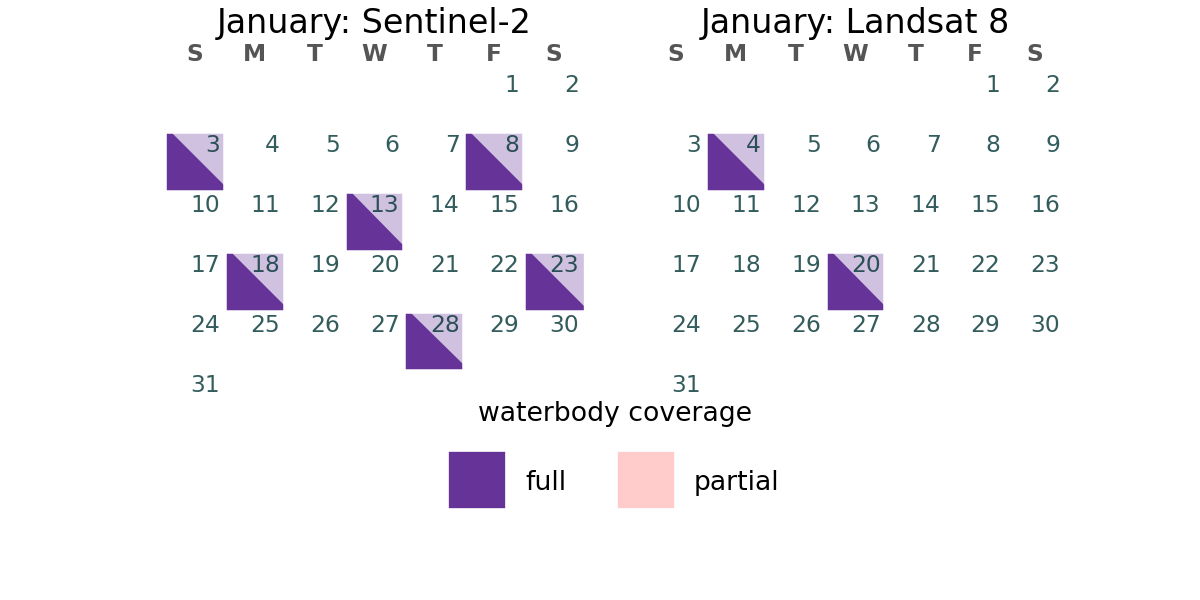 January: Sentinel-2
S M T W T F S
1 2
3 4 5 6 7 8 9
10 11 12 13 14 15 16
17 18 19 20 21 22 23
24 25 26 27 28 29 30
31
January: Landsat 8
S M T W T F S
1 2
3 4 5 6 7 8 9
10 11 12 13 14 15 16
17 18 19 20 21 22 23
24 25 26 27 28 29 30
31
waterbody coverage
full partial